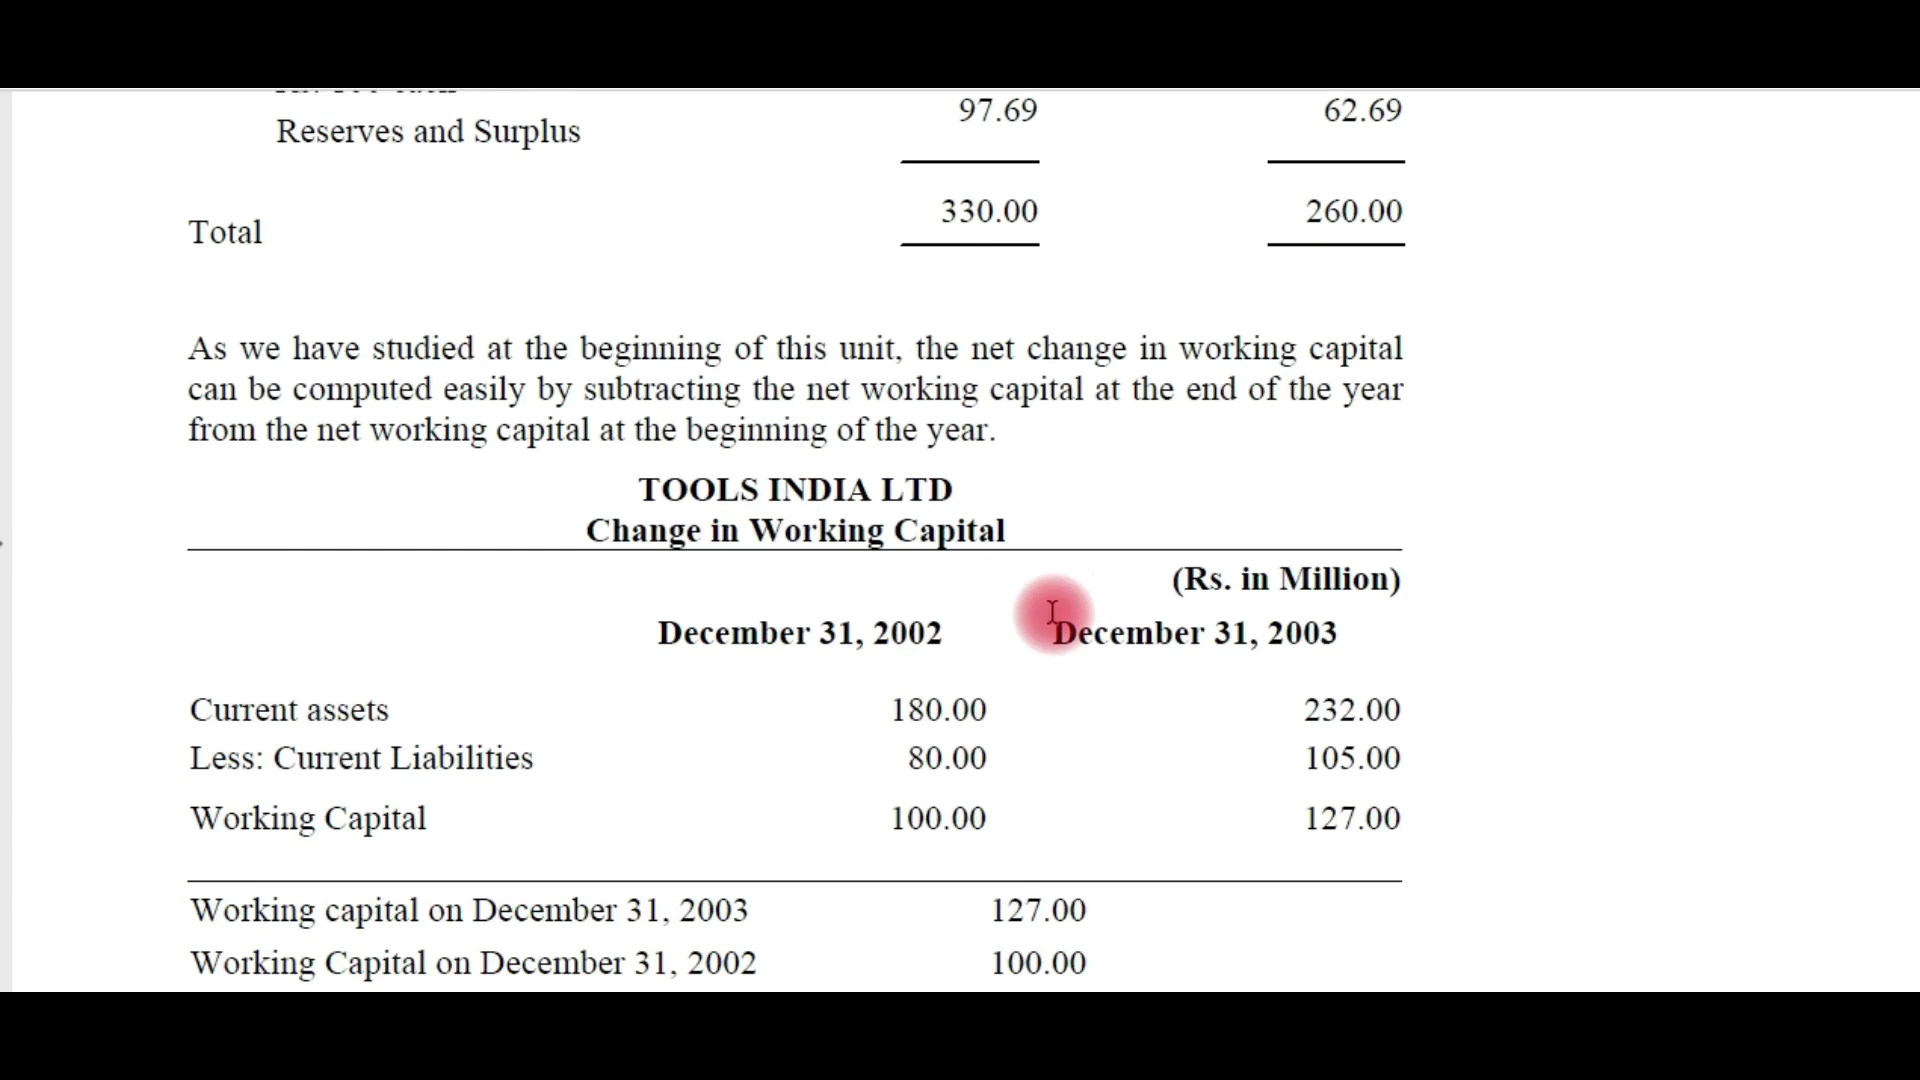 97.69 62.69
Reserves and Surplus
330.00 260.00
Total
As we have studied at the beginning of this unit, the net change in working capital
can be computed easily by subtracting the net working capital at the end of the year
from the net working capital at the beginning of the year.
TOOLS INDIA LTD
Change in Working Capital
(Rs. in Million)
December 31, 2002 December 31, 2003
Current assets 180.00 232.00
Less: Current Liabilities 80.00 105.00
Working Capital 100.00 127.00
Working capital on December 31, 2003 127.00
Working Capital on December 31, 2002 100.00